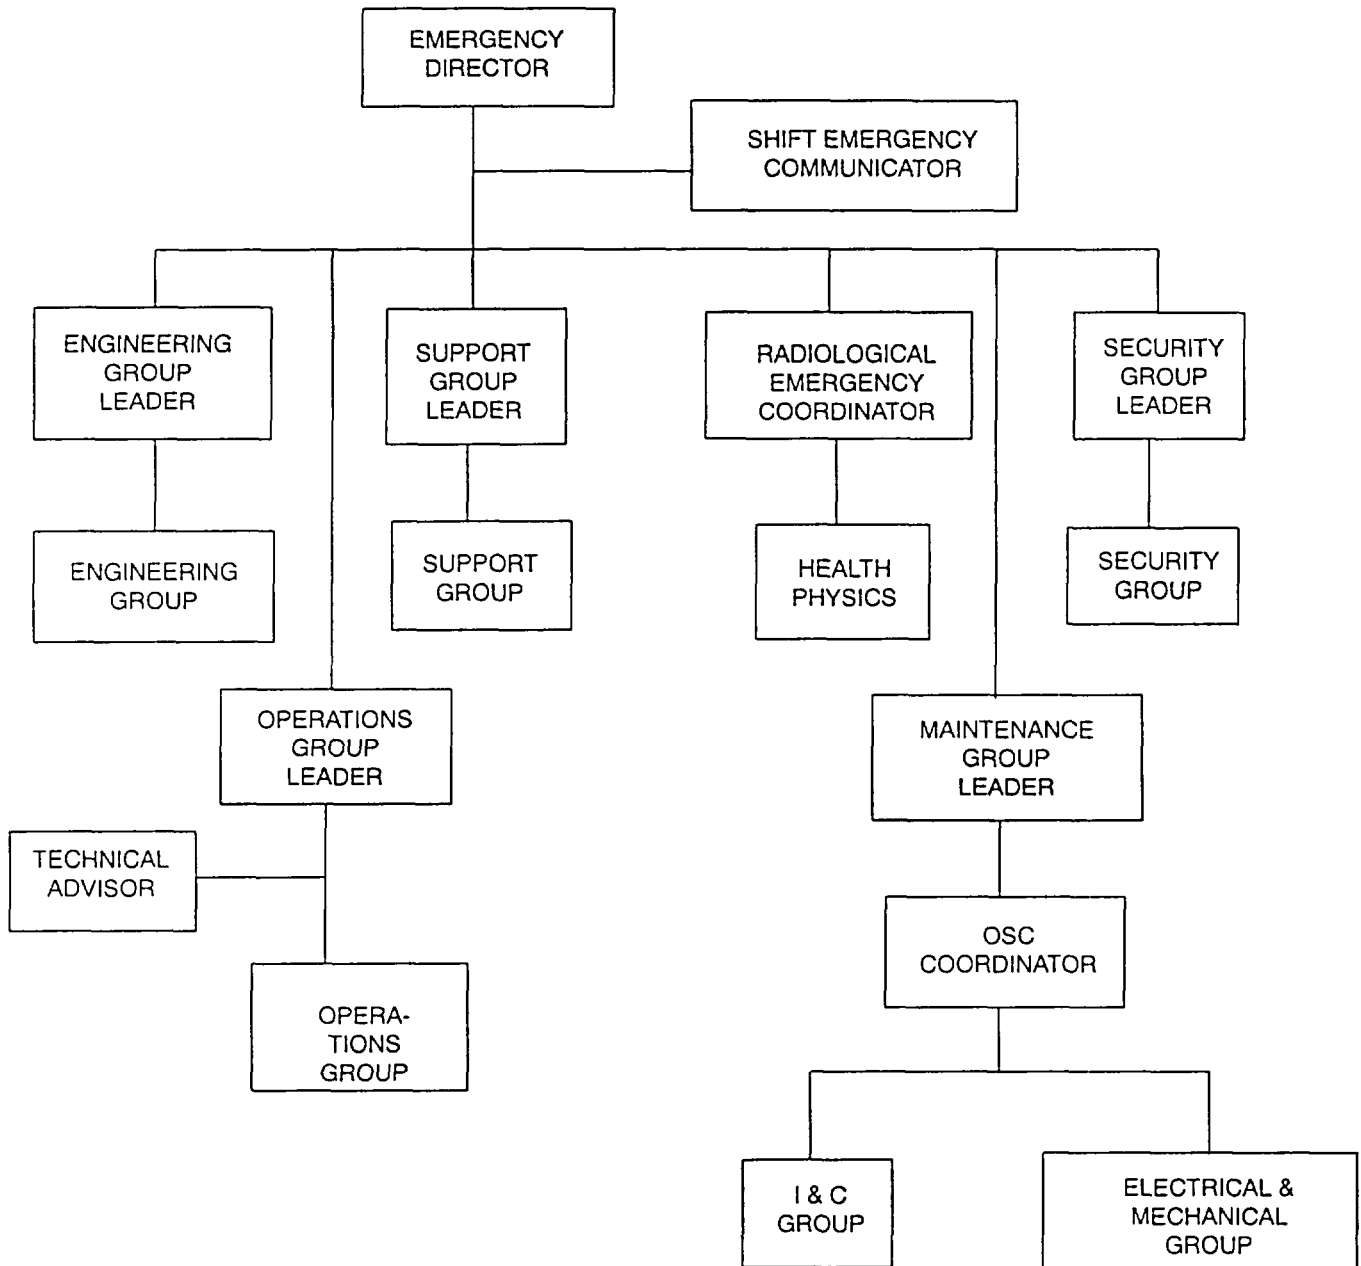 EMERGENCY
DIRECTOR
SHIFT EMERGENCY
COMMUNICATOR
ENGINEERING
GROUP
LEADER
SUPPORT
GROUP
LEADER
RADIOLOGICAL
EMERGENCY
COORDINATOR
SECURITY
GROUP
LEADER
ENGINEERING
GROUP
SUPPORT
GROUP
HEALTH
PHYSICS
SECURITY
GROUP
OPERATIONS
GROUP
LEADER
MAINTENANCE
GROUP
LEADER
TECHNICAL
ADVISOR
OSC
COORDINATOR
OPERA-
TIONS
GROUP
I & C
GROUP
ELECTRICAL &
MECHANICAL
GROUP